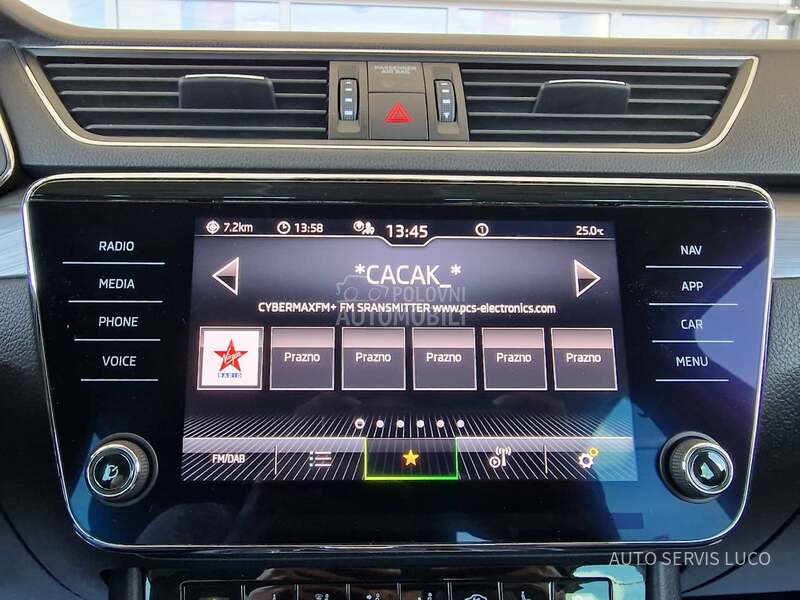 PASSENGER
AIR BAG
7.2km 13:58 13:45 1 25.0°C
*CACAK_*
CYBERMAXFM+ FM SRANSMITTER www.pcs-electronics.com
POLOVNI
AUTOMOBILI
Virgin
RADIO
Prazno Prazno Prazno Prazno Prazno
FM/DAB
RADIO
MEDIA
PHONE
VOICE
NAV
APP
CAR
MENU
AUTO SERVIS LUCO